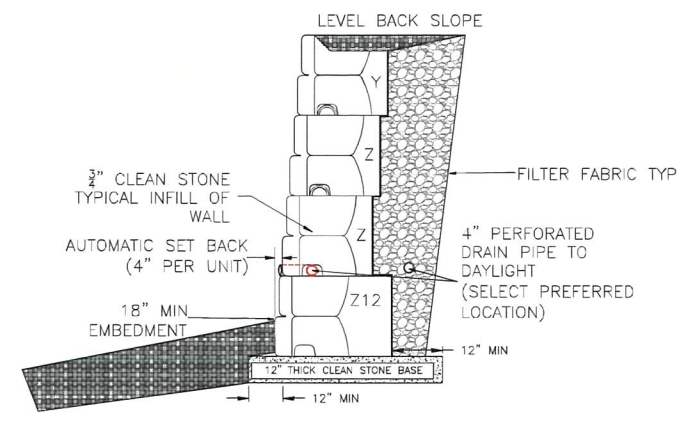 LEVEL BACK SLOPE
Y
Z
¾" CLEAN STONE
TYPICAL INFILL OF
WALL
FILTER FABRIC TYP
Z
AUTOMATIC SET BACK
(4" PER UNIT)
4" PERFORATED
DRAIN PIPE TO
DAYLIGHT
(SELECT PREFERRED
LOCATION)
Z12
18" MIN
EMBEDMENT
12" MIN
12" THICK CLEAN STONE BASE
12" MIN